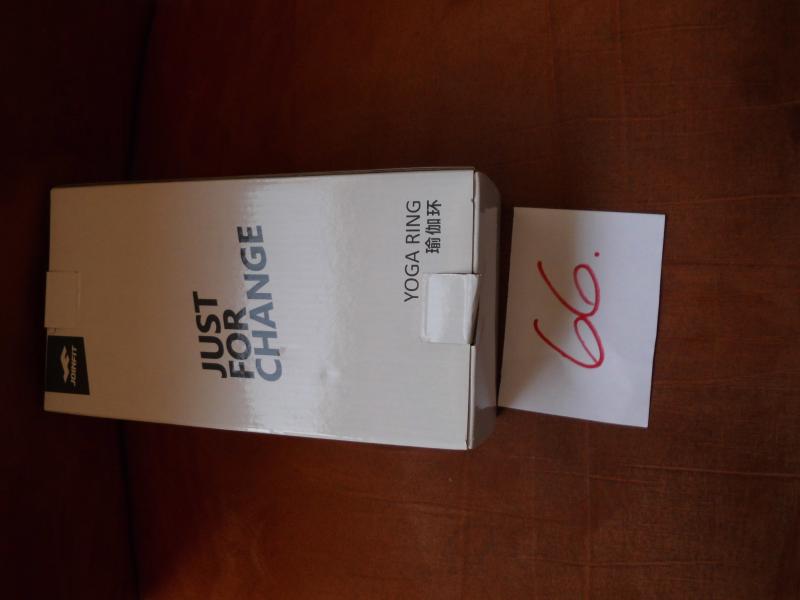 JOINFIT
JUST
FOR
CHANGE
YOGA RING
瑜伽环
66.